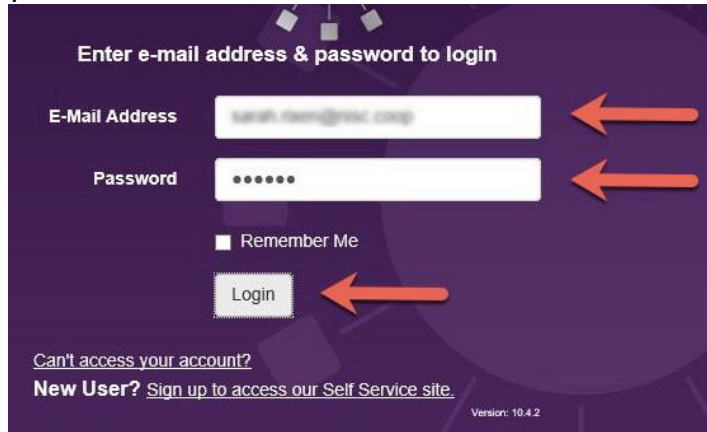 Enter e-mail address & password to login
E-Mail Address
Password ••••••
Remember Me
Login
Can't access your account?
New User? Sign up to access our Self Service site.
Version: 10.4.2